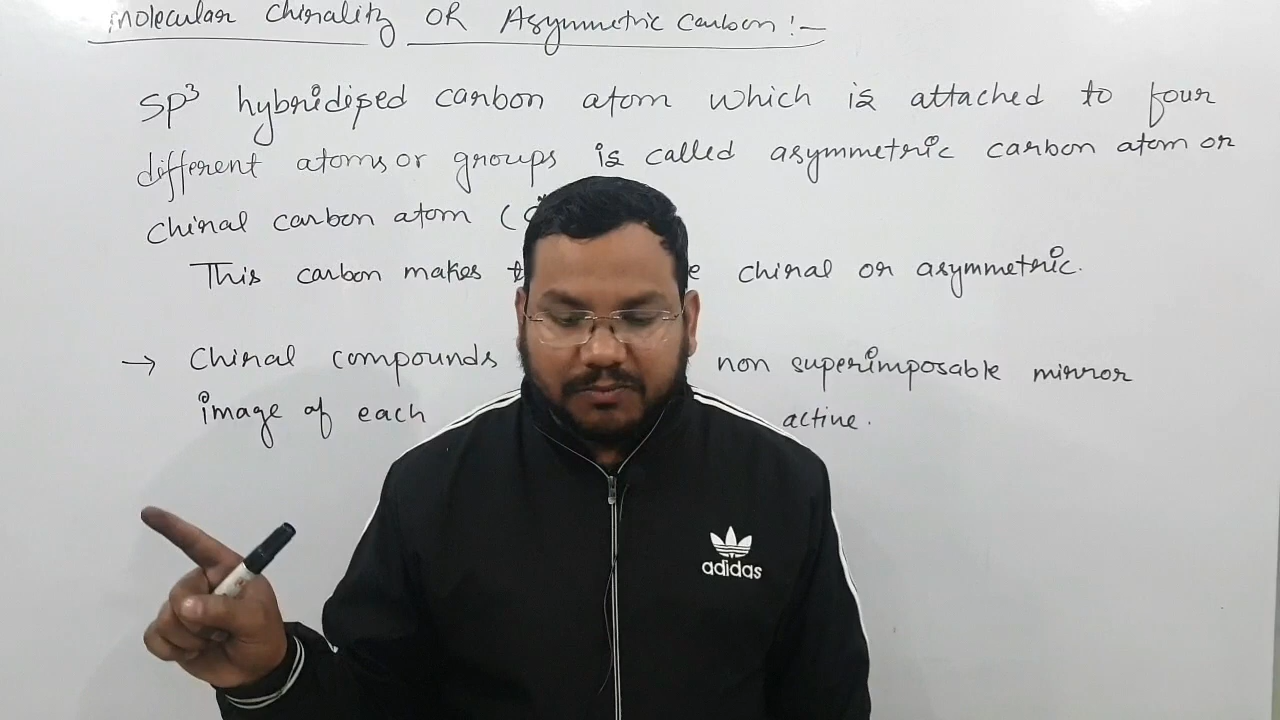 Molecular Chirality OR Asymmetric Carbon :-
SP³ hybridised carbon atom which is attached to four
different atoms or groups is called asymmetric carbon atom or
chiral carbon atom (
This carbon makes chiral or asymmetric.
→ Chiral compounds non superimposable mirror
image of each active.
adidas